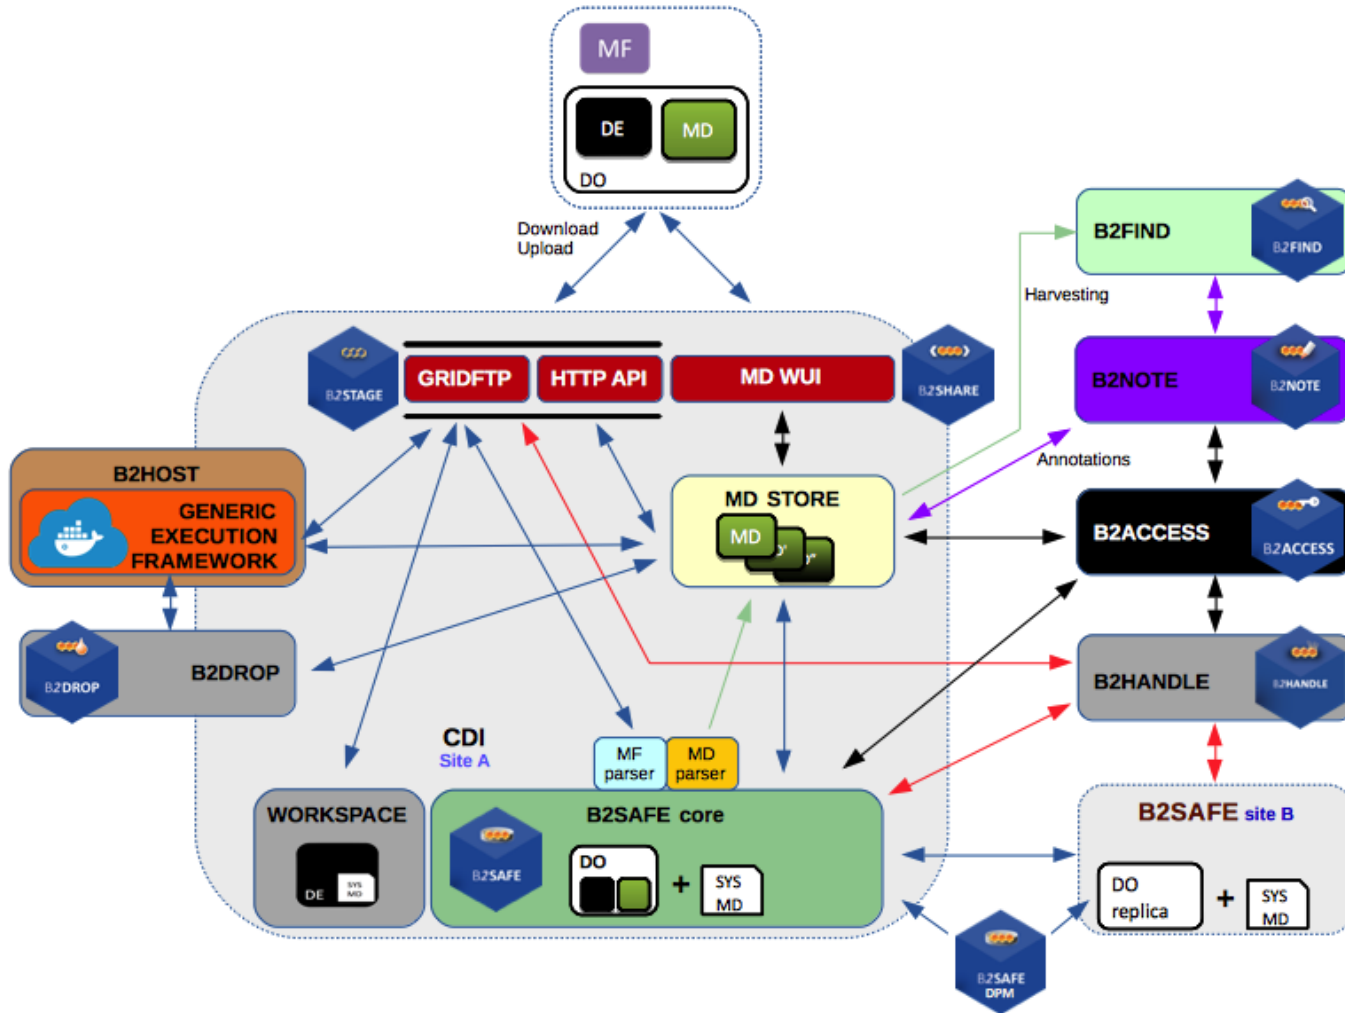 MF
DE
MD
DO
Download
Upload
B2FIND
B2FIND
Harvesting
B2STAGE
GRIDFTP
HTTP API
MD WUI
B2SHARE
B2NOTE
B2NOTE
Annotations
B2HOST
GENERIC
EXECUTION
FRAMEWORK
MD STORE
MD
D'
D"
B2ACCESS
B2ACCESS
B2DROP
B2DROP
B2HANDLE
B2HANDLE
CDI
Site A
MF
parser
MD
parser
WORKSPACE
DE
SYS
MD
B2SAFE core
B2SAFE
DO
+
SYS
MD
B2SAFE site B
DO
replica
+
SYS
MD
B2SAFE
DPM